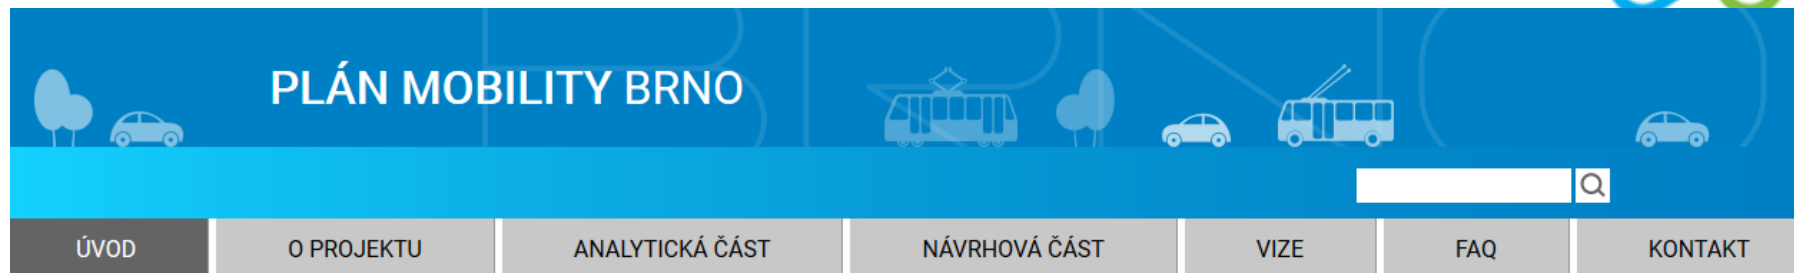 PLÁN MOBILITY BRNO
ÚVOD O PROJEKTU ANALYTICKÁ ČÁST NÁVRHOVÁ ČÁST VIZE FAQ KONTAKT